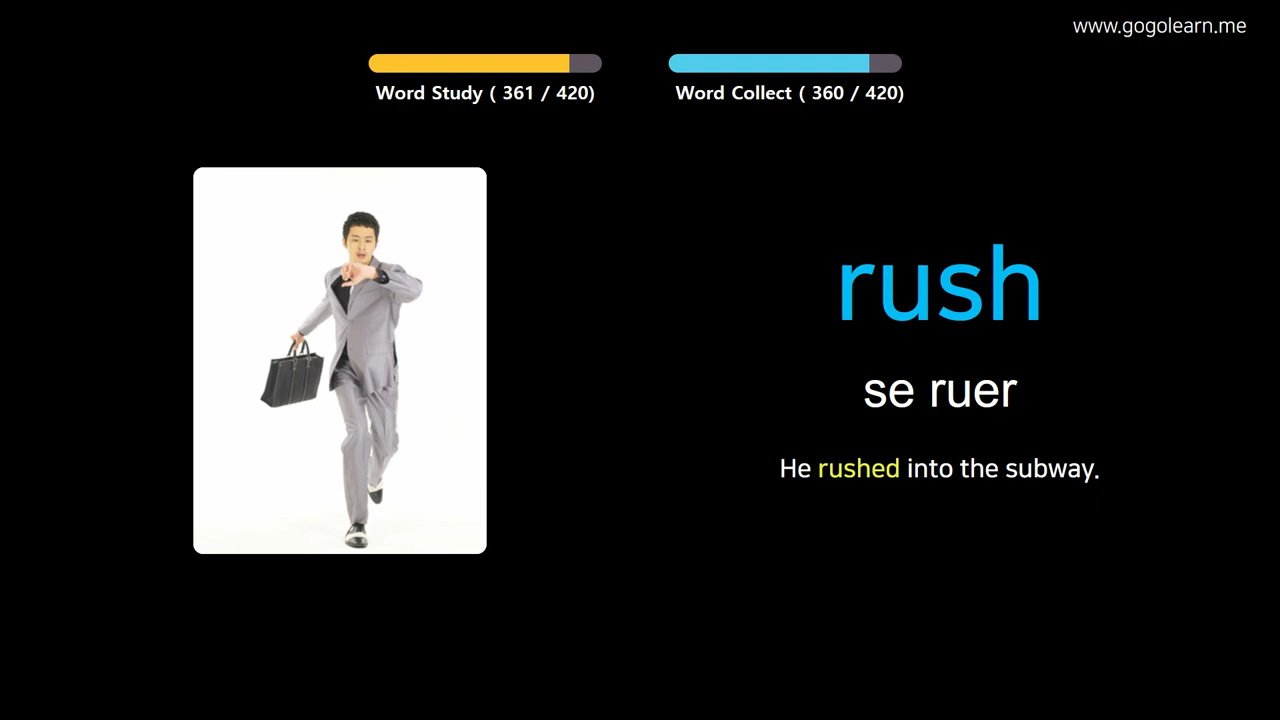 www.gogolearn.me
Word Study ( 361 / 420)
Word Collect ( 360 / 420)
rush
se ruer
He rushed into the subway.